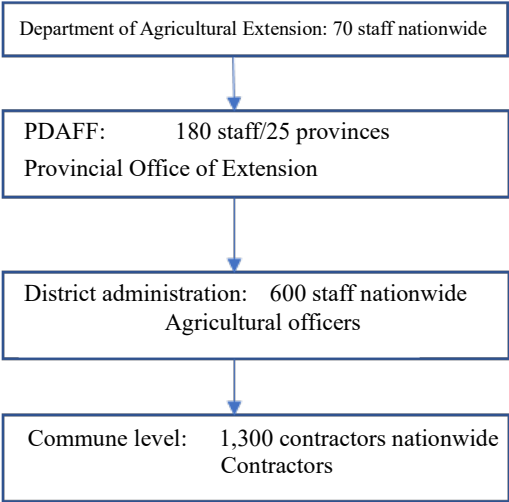 Department of Agricultural Extension: 70 staff nationwide
PDAFF: 180 staff/25 provinces
Provincial Office of Extension
District administration: 600 staff nationwide
Agricultural officers
Commune level: 1,300 contractors nationwide
Contractors